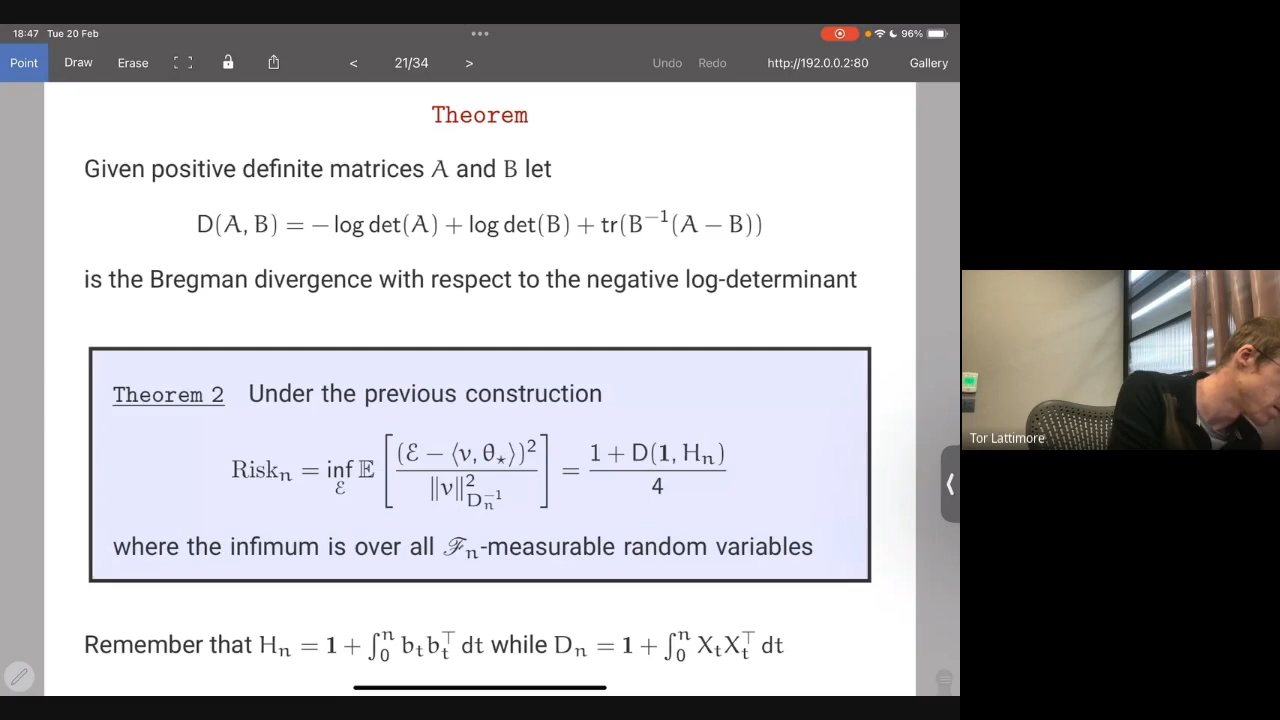 18:47 Tue 20 Feb
96%
Point Draw Erase < 21/34 > Undo Redo http://192.0.0.2:80 Gallery
Theorem
Given positive definite matrices A and B let
D(A, B) = − log det(A) + log det(B) + tr(B⁻¹(A − B))
is the Bregman divergence with respect to the negative log-determinant
Theorem 2 Under the previous construction
Riskₙ = inf_ℰ 𝔼 [ (ℰ − ⟨ν, θ⋆⟩)² / ‖ν‖²_{Dₙ⁻¹} ] = (1 + D(𝟏, Hₙ)) / 4
where the infimum is over all ℱₙ-measurable random variables
Remember that Hₙ = 𝟏 + ∫₀ⁿ bₜbₜ⊤ dt while Dₙ = 𝟏 + ∫₀ⁿ XₜXₜ⊤ dt
Tor Lattimore